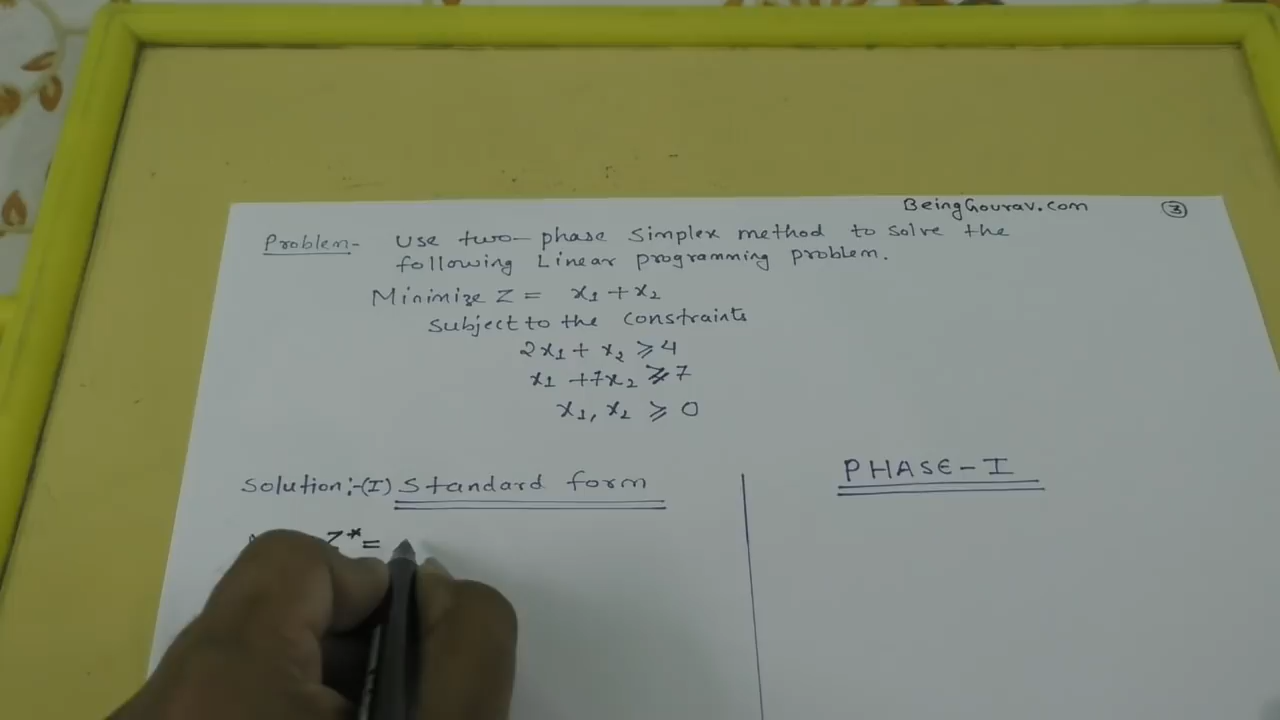 BeingGourav.com ③
Problem- Use two-phase simplex method to solve the
following Linear programming problem.
Minimize Z = x₁ + x₂
subject to the constraints
2x₁ + x₂ ≥ 4
x₁ + 7x₂ ≥ 7
x₁, x₂ ≥ 0
Solution:-(I) Standard form
PHASE-I
Z* =